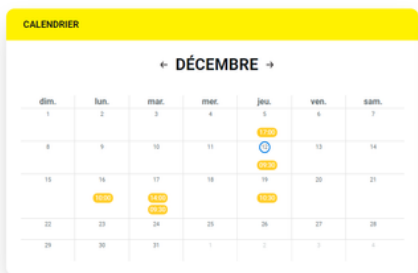 CALENDRIER
← DÉCEMBRE →
dim. lun. mar. mer. jeu. ven. sam.
1 2 3 4 5 6 7
17:00
8 9 10 11 12 13 14
09:30
15 16 17 18 19 20 21
10:00 14:00 10:30
09:30
22 23 24 25 26 27 28
29 30 31 1 2 3 4